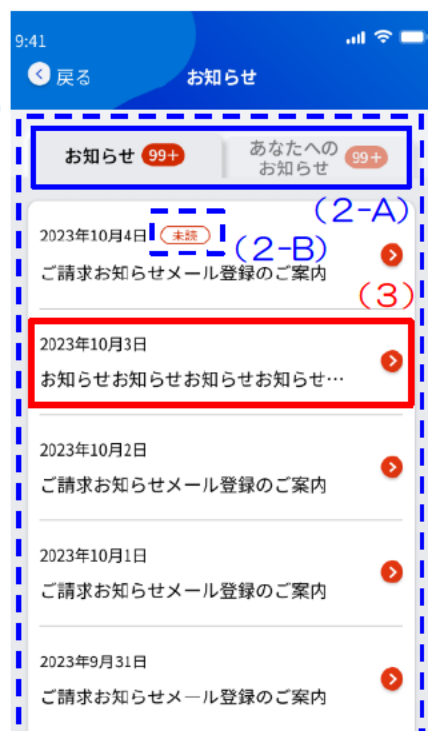 9:41
戻る
お知らせ
お知らせ 99+
あなたへの
お知らせ 99+
(2-A)
2023年10月4日 未読
(2-B)
ご請求お知らせメール登録のご案内
(3)
2023年10月3日
お知らせお知らせお知らせお知らせ…
2023年10月2日
ご請求お知らせメール登録のご案内
2023年10月1日
ご請求お知らせメール登録のご案内
2023年9月31日
ご請求お知らせメール登録のご案内